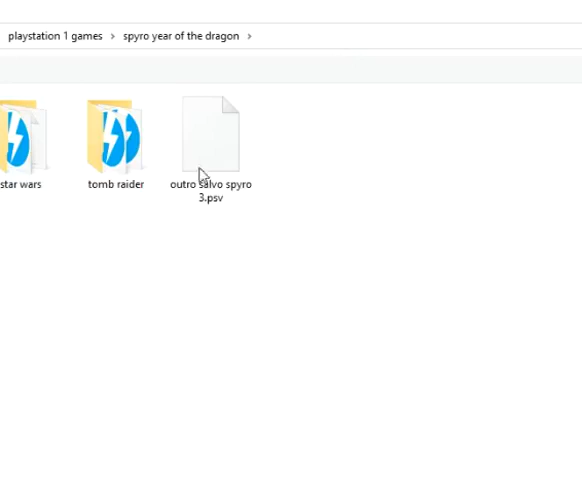 playstation 1 games > spyro year of the dragon >
star wars
tomb raider
outro salvo spyro
3.psv